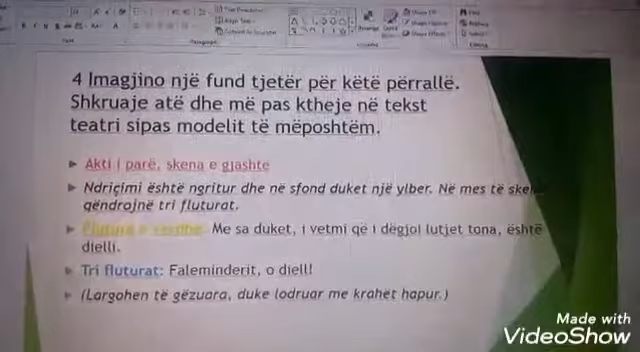 4 Imagjino një fund tjetër për këtë përrallë.
Shkruaje atë dhe më pas ktheje në tekst
teatri sipas modelit të mëposhtëm.
Akti i parë, skena e gjashte
Ndriçimi është ngritur dhe në sfond duket një ylber. Në mes të
qëndrojnë tri fluturat.
Me sa duket, i vetmi që i dëgjoi lutjet tona, është
dielli.
Tri fluturat: Faleminderit, o diell!
(Largohen të gëzuara, duke lodruar me krahët hapur.)
Made with
VideoShow